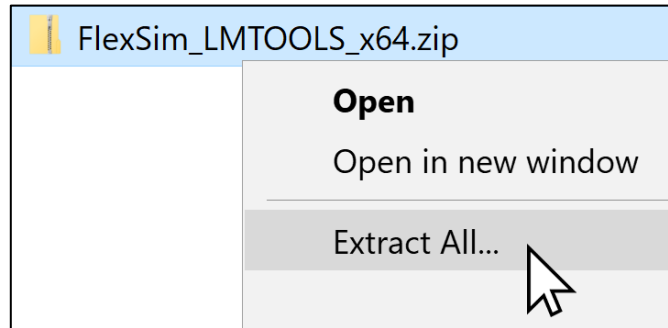 FlexSim_LMTOOLS_x64.zip
Open
Open in new window
Extract All...